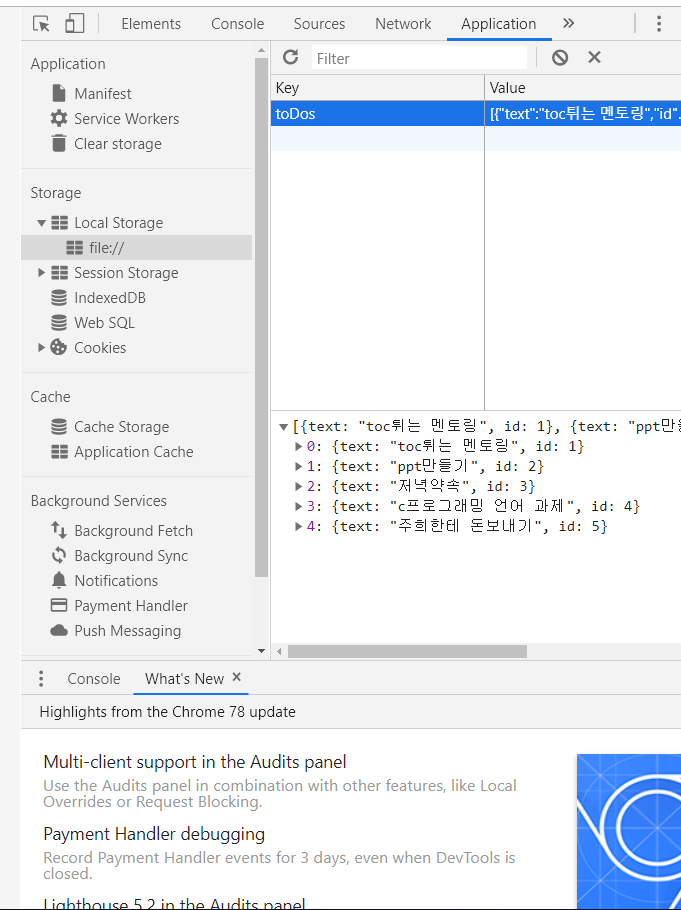 Elements Console Sources Network Application »
Application
Manifest
Service Workers
Clear storage
Storage
Local Storage
file://
Session Storage
IndexedDB
Web SQL
Cookies
Cache
Cache Storage
Application Cache
Background Services
Background Fetch
Background Sync
Notifications
Payment Handler
Push Messaging
Filter
Key Value
toDos [{"text":"toc튀는 멘토링","id".
[{text: "toc튀는 멘토링", id: 1}, {text: "ppt만
0: {text: "toc튀는 멘토링", id: 1}
1: {text: "ppt만들기", id: 2}
2: {text: "저녁약속", id: 3}
3: {text: "c프로그래밍 언어 과제", id: 4}
4: {text: "주희한테 돈보내기", id: 5}
Console What's New ×
Highlights from the Chrome 78 update
Multi-client support in the Audits panel
Use the Audits panel in combination with other features, like Local
Overrides or Request Blocking.
Payment Handler debugging
Record Payment Handler events for 3 days, even when DevTools is
closed.
Lighthouse 5.2 in the Audits panel